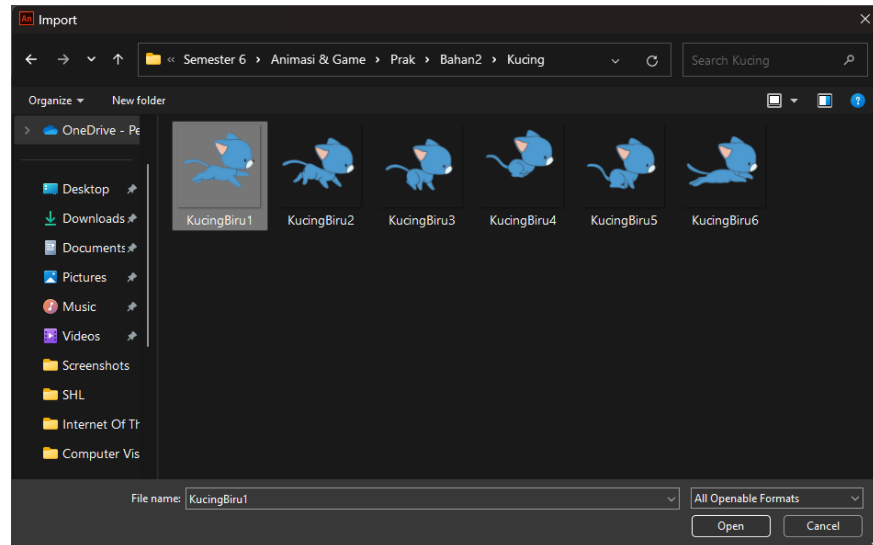 An Import
« Semester 6 > Animasi & Game > Prak > Bahan2 > Kucing
Search Kucing
Organize New folder
OneDrive - Pe
Desktop
Downloads
Documents
Pictures
Music
Videos
Screenshots
SHL
Internet Of Th
Computer Vis
KucingBiru1 KucingBiru2 KucingBiru3 KucingBiru4 KucingBiru5 KucingBiru6
File name: KucingBiru1
All Openable Formats
Open Cancel